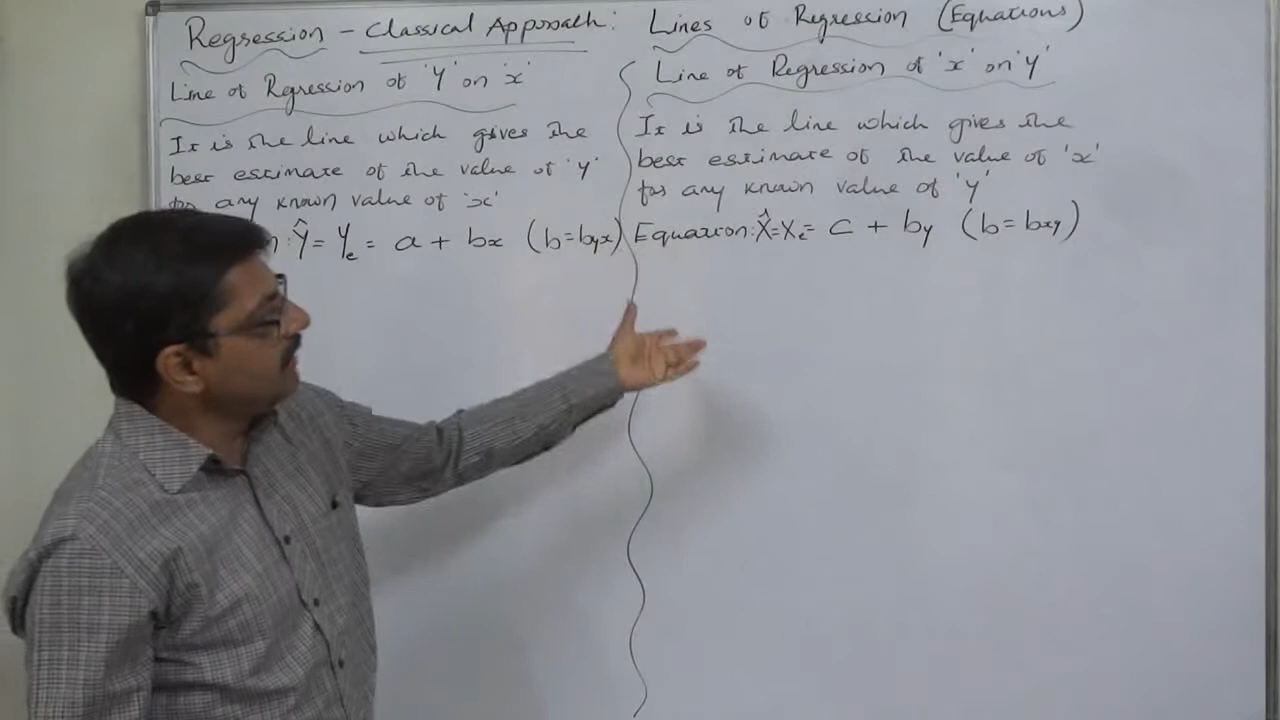 Regression - Classical Approach: Lines of Regression (Equations)
Line of Regression of 'Y' on 'x'
It is the line which gives the
best estimate of the value of 'y'
for any known value of 'x'
: Ŷ = Yₑ = a + bx (b = byx)
Line of Regression of 'x' on 'y'
It is the line which gives the
best estimate of the value of 'x'
for any known value of 'y'
Equation: X̂ = Xₑ = c + by (b = bxy)